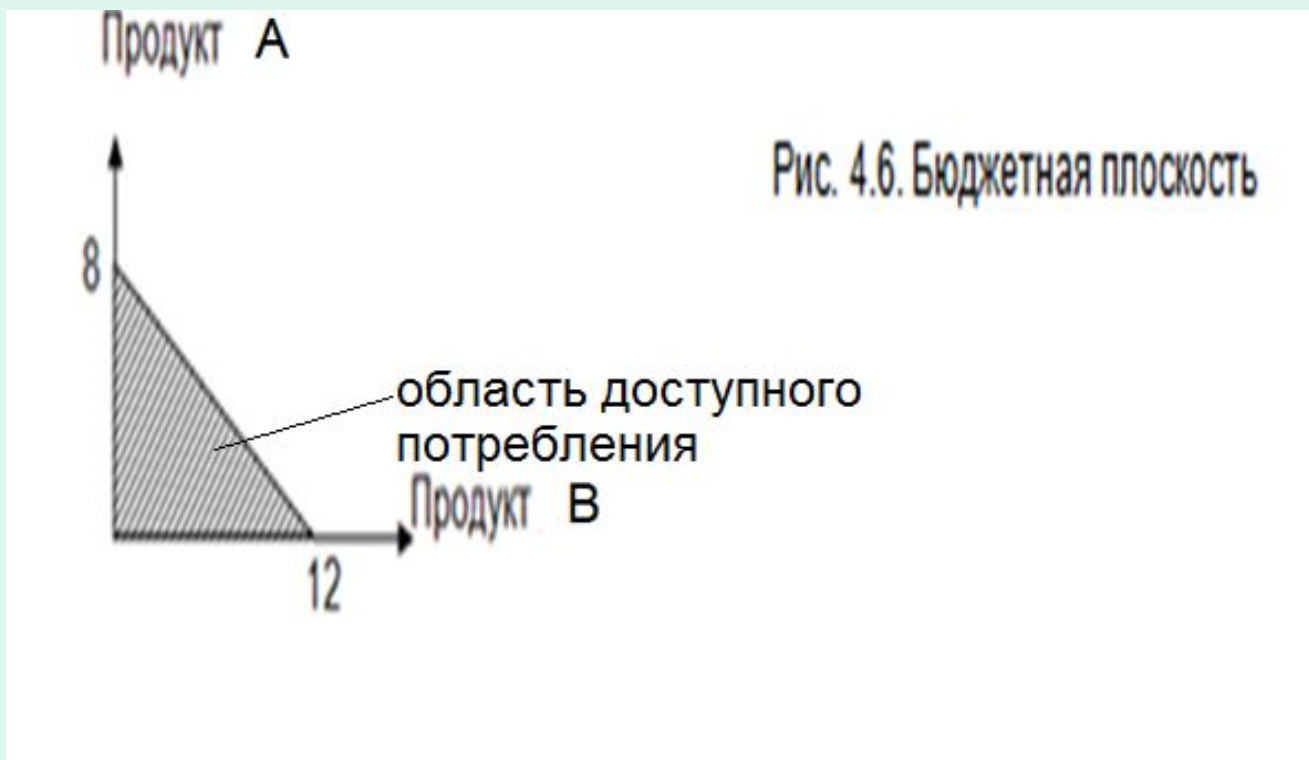 Продукт А
Рис. 4.6. Бюджетная плоскость
8
область доступного
потребления
Продукт В
12